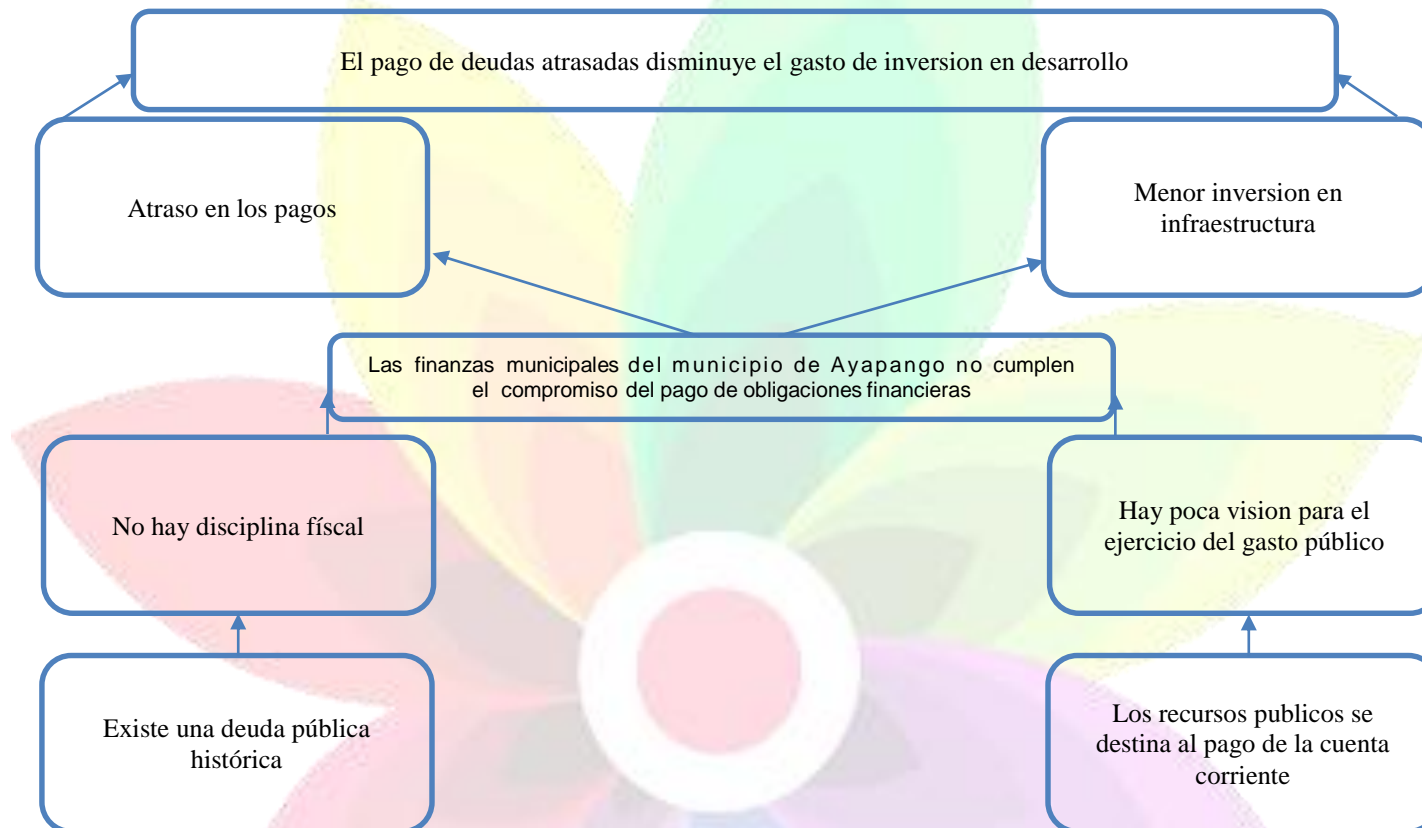 El pago de deudas atrasadas disminuye el gasto de inversion en desarrollo
Atraso en los pagos
Menor inversion en
infraestructura
Las finanzas municipales del municipio de Ayapango no cumplen
el compromiso del pago de obligaciones financieras
No hay disciplina físcal
Hay poca vision para el
ejercicio del gasto público
Existe una deuda pública
histórica
Los recursos publicos se
destina al pago de la cuenta
corriente